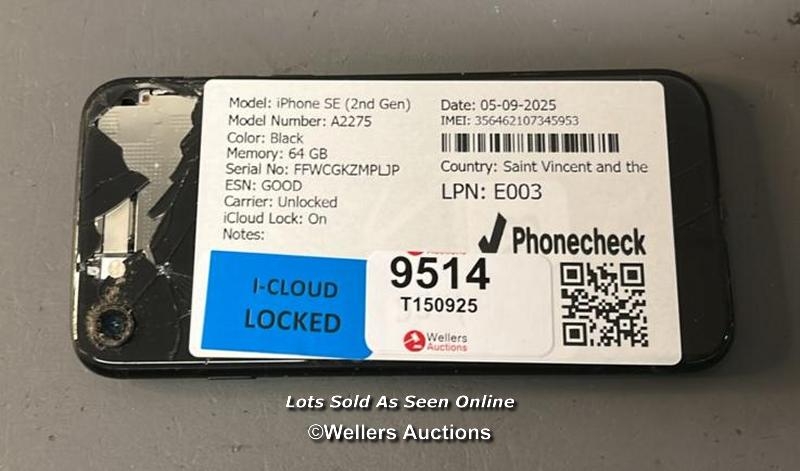 Model: iPhone SE (2nd Gen)
Model Number: A2275
Color: Black
Memory: 64 GB
Serial No: FFWCGKZMPLJP
ESN: GOOD
Carrier: Unlocked
iCloud Lock: On
Notes:
Date: 05-09-2025
IMEI: 356462107345953
Country: Saint Vincent and the
LPN: E003
Phonecheck
I-CLOUD
LOCKED
Auctions
9514
T150925
Wellers
Auctions
Lots Sold As Seen Online
©Wellers Auctions